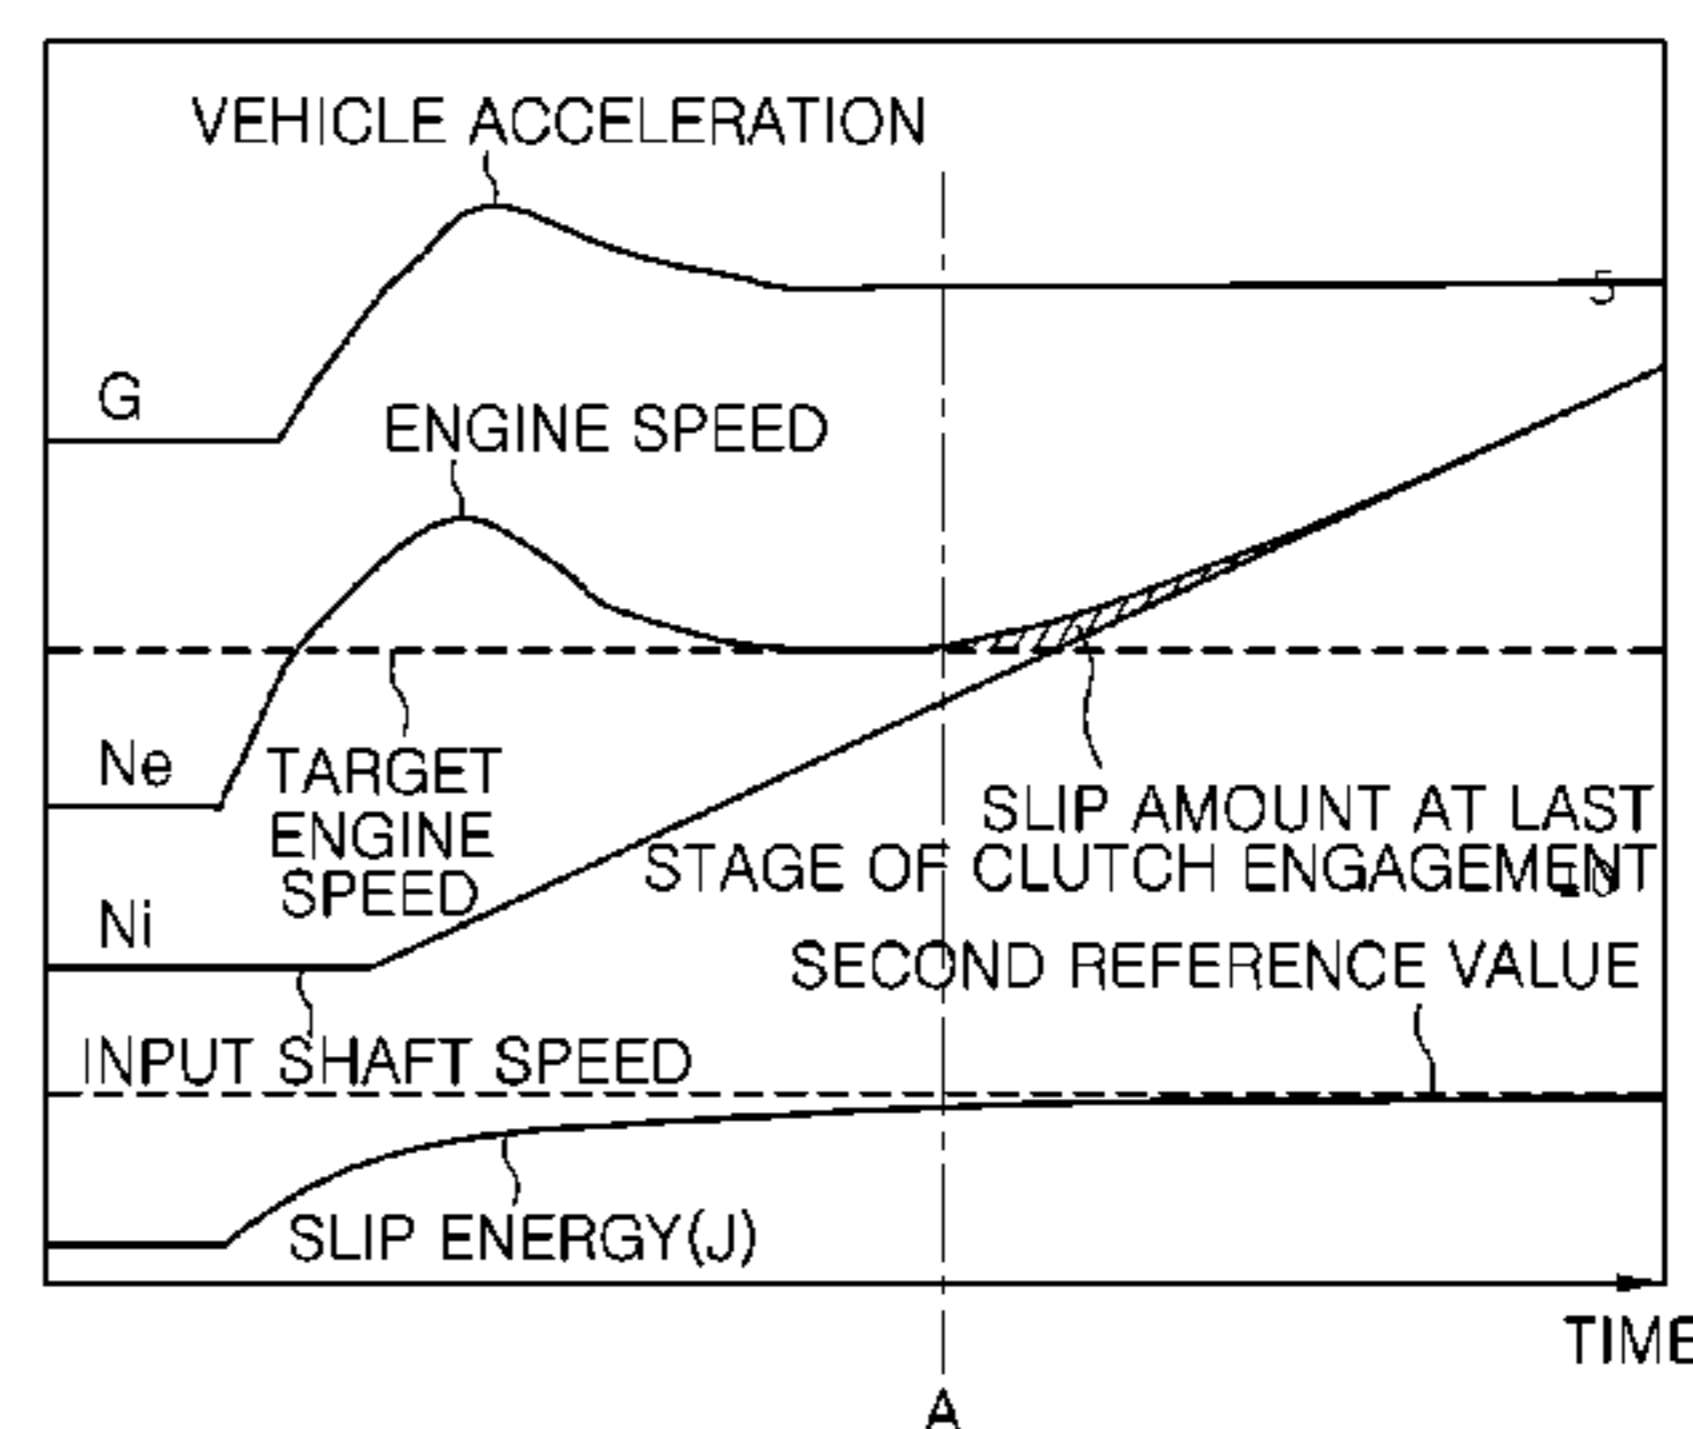 VEHICLE ACCELERATION
5
G
ENGINE SPEED
Ne
TARGET
ENGINE
SPEED
SLIP AMOUNT AT LAST
STAGE OF CLUTCH ENGAGEMENT
Ni
SECOND REFERENCE VALUE
INPUT SHAFT SPEED
SLIP ENERGY(J)
TIME
A